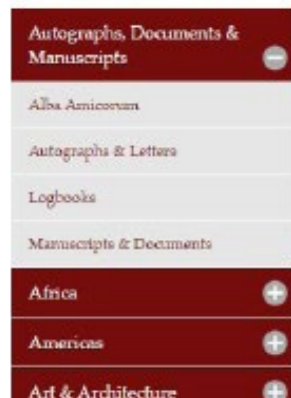 Autographs, Documents &
Manuscripts
Alba Amicorum
Autographs & Letters
Logbooks
Manuscripts & Documents
Africa
Americas
Art & Architecture